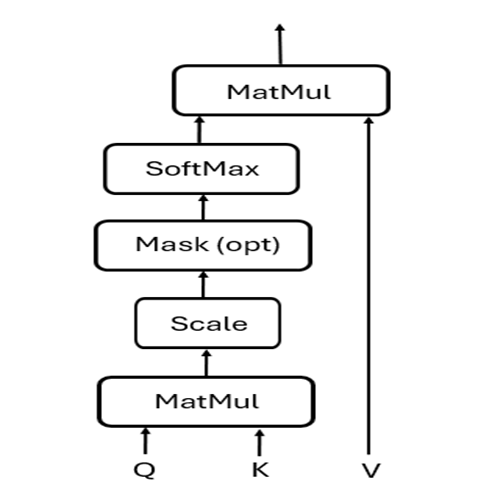 MatMul
SoftMax
Mask (opt)
Scale
MatMul
Q K V